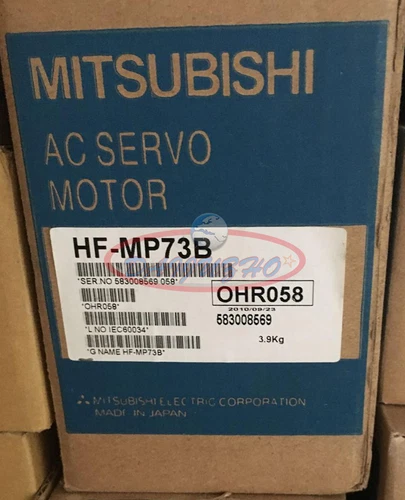 MITSUBISHI
AC SERVO
MOTOR
HF-MP73B
"SER.NO 583008569 058"
"OHR058"
"L NO IEC60034"
"G NAME HF-MP73B"
OHR058
2010/09/23
583008569
3.9Kg
MITSUBISHI ELECTRIC CORPORATION
MADE IN JAPAN